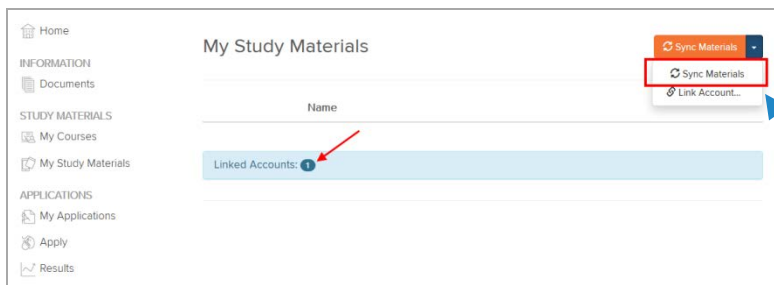 Home
INFORMATION
Documents
STUDY MATERIALS
My Courses
My Study Materials
APPLICATIONS
My Applications
Apply
Results
My Study Materials
Sync Materials
Sync Materials
Link Account...
Name
Linked Accounts: 1